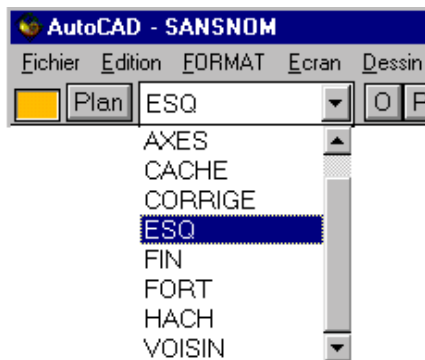 AutoCAD - SANSNOM
Fichier Edition FORMAT Ecran Dessin
Plan ESQ O
AXES
CACHE
CORRIGE
ESQ
FIN
FORT
HACH
VOISIN